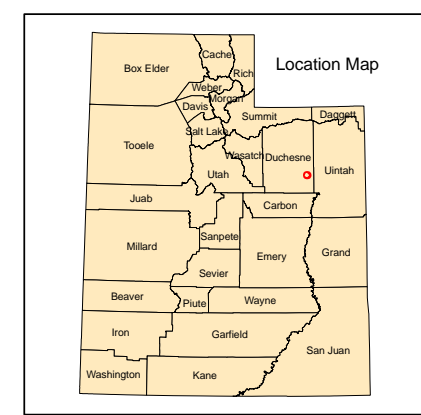 Location Map
Cache
Box Elder
Rich
Weber
Morgan
Davis
Summit
Daggett
Salt Lake
Tooele
Wasatch
Duchesne
Uintah
Utah
Juab
Carbon
Sanpete
Millard
Emery
Grand
Sevier
Beaver
Piute
Wayne
Iron
Garfield
San Juan
Washington
Kane